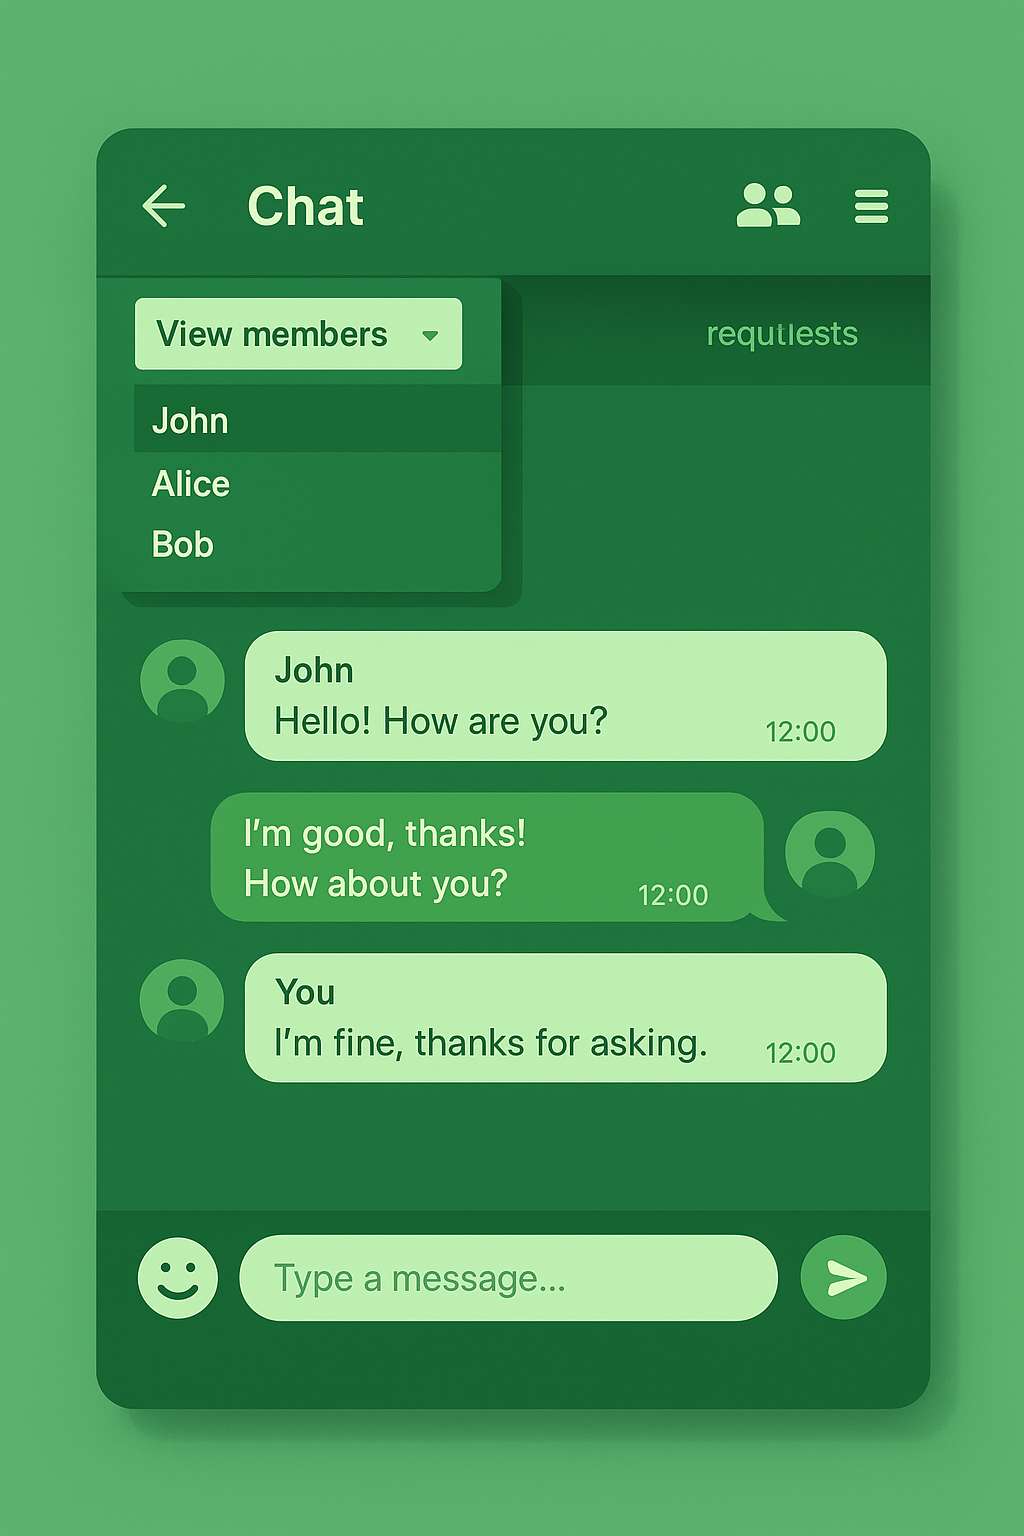 Chat
View members
John
Alice
Bob
John
Hello! How are you?
12:00
I’m good, thanks!
How about you?
12:00
You
I’m fine, thanks for asking.
12:00
Type a message...